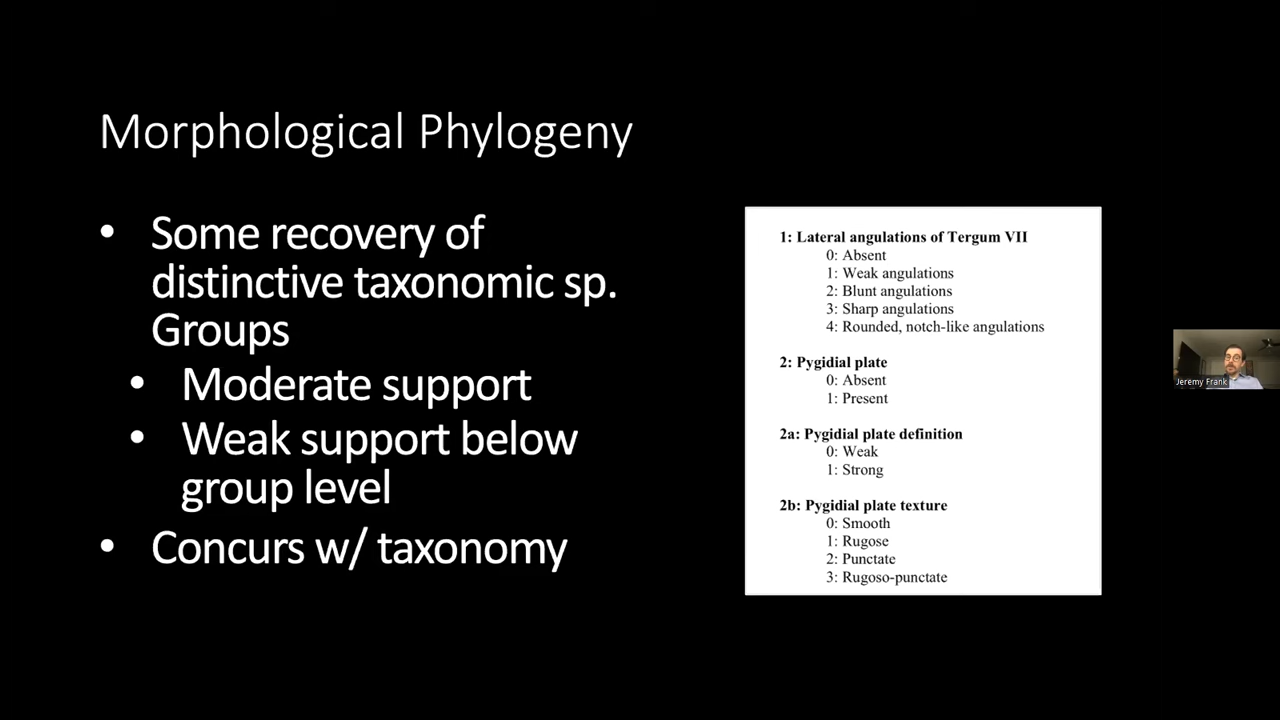 Morphological Phylogeny
• Some recovery of
distinctive taxonomic sp.
Groups
• Moderate support
• Weak support below
group level
• Concurs w/ taxonomy
1: Lateral angulations of Tergum VII
0: Absent
1: Weak angulations
2: Blunt angulations
3: Sharp angulations
4: Rounded, notch-like angulations
2: Pygidial plate
0: Absent
1: Present
2a: Pygidial plate definition
0: Weak
1: Strong
2b: Pygidial plate texture
0: Smooth
1: Rugose
2: Punctate
3: Rugoso-punctate
Jeremy Frank